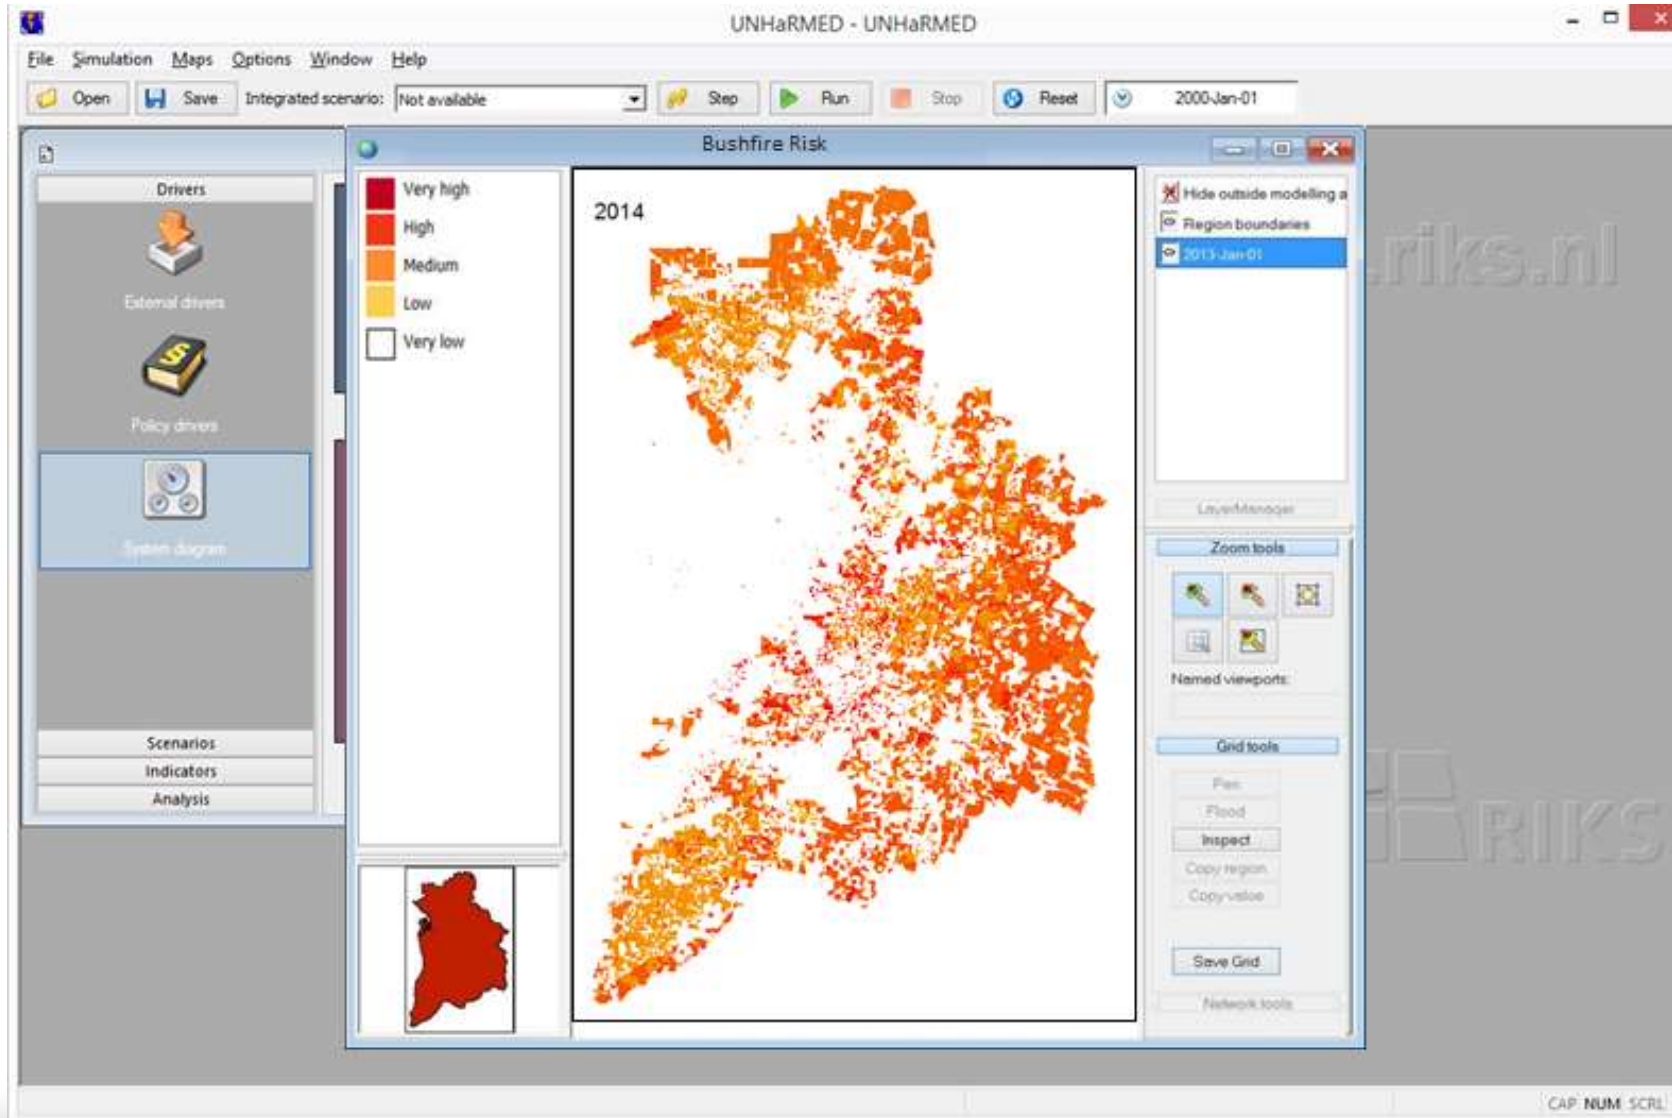 UNHaRMED - UNHaRMED
File Simulation Maps Options Window Help
Open Save Integrated scenario: Not available Step Run Stop Reset 2000-Jan-01
Bushfire Risk
Drivers
External drivers
Policy drivers
System diagram
Scenarios
Indicators
Analysis
Very high
High
Medium
Low
Very low
2014
Hide outside modelling a
Region boundaries
2013-Jan-01
LayerManager
Zoom tools
Named viewports:
Grid tools
Pen
Flood
Inspect
Copy region
Copy value
Save Grid
Network tools
.riks.nl
RIKS
CAP NUM SCRL